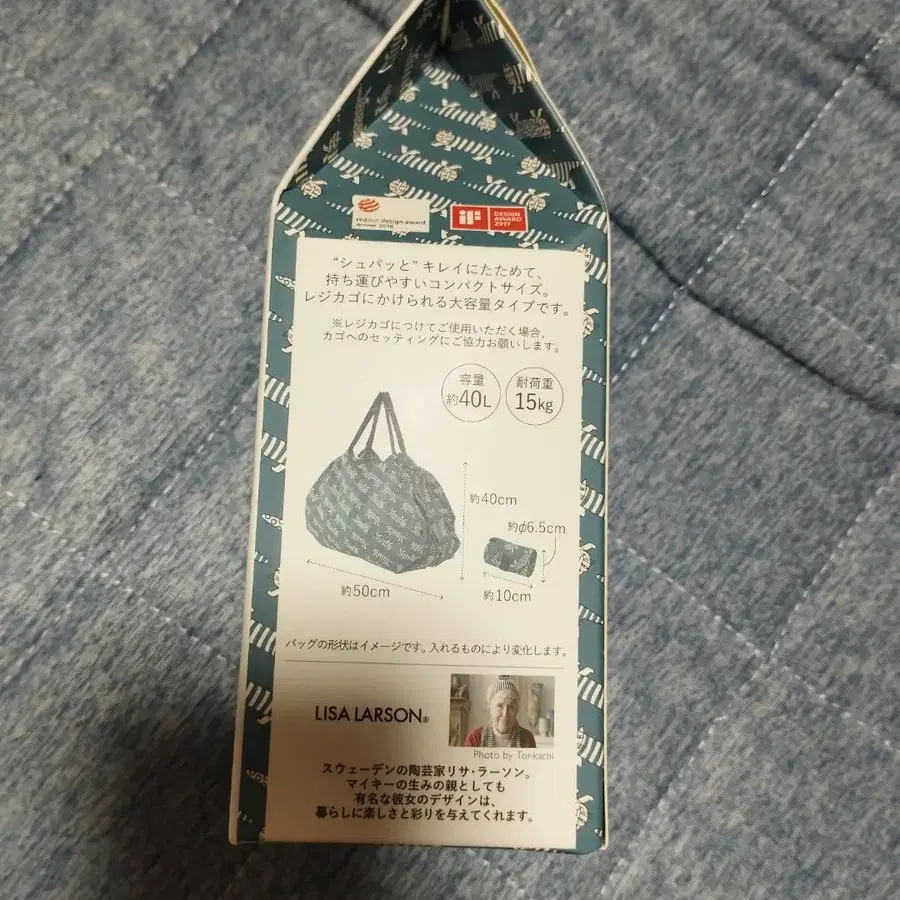 reddot design award
winner 2016
iF
DESIGN
AWARD
2017
“シュパッと” キレイにたためて、
持ち運びやすいコンパクトサイズ。
レジカゴにかけられる大容量タイプです。
※レジカゴにつけてご使用いただく場合、
カゴへのセッティングにご協力お願いします。
容量
約40L
耐荷重
15kg
約40cm
約φ6.5cm
約50cm
約10cm
バッグの形状はイメージです。入れるものにより変化します。
LISA LARSON®
Photo by Tonkachi
スウェーデンの陶芸家リサ・ラーソン。
マイキーの生みの親としても
有名な彼女のデザインは、
暮らしに楽しさと彩りを与えてくれます。